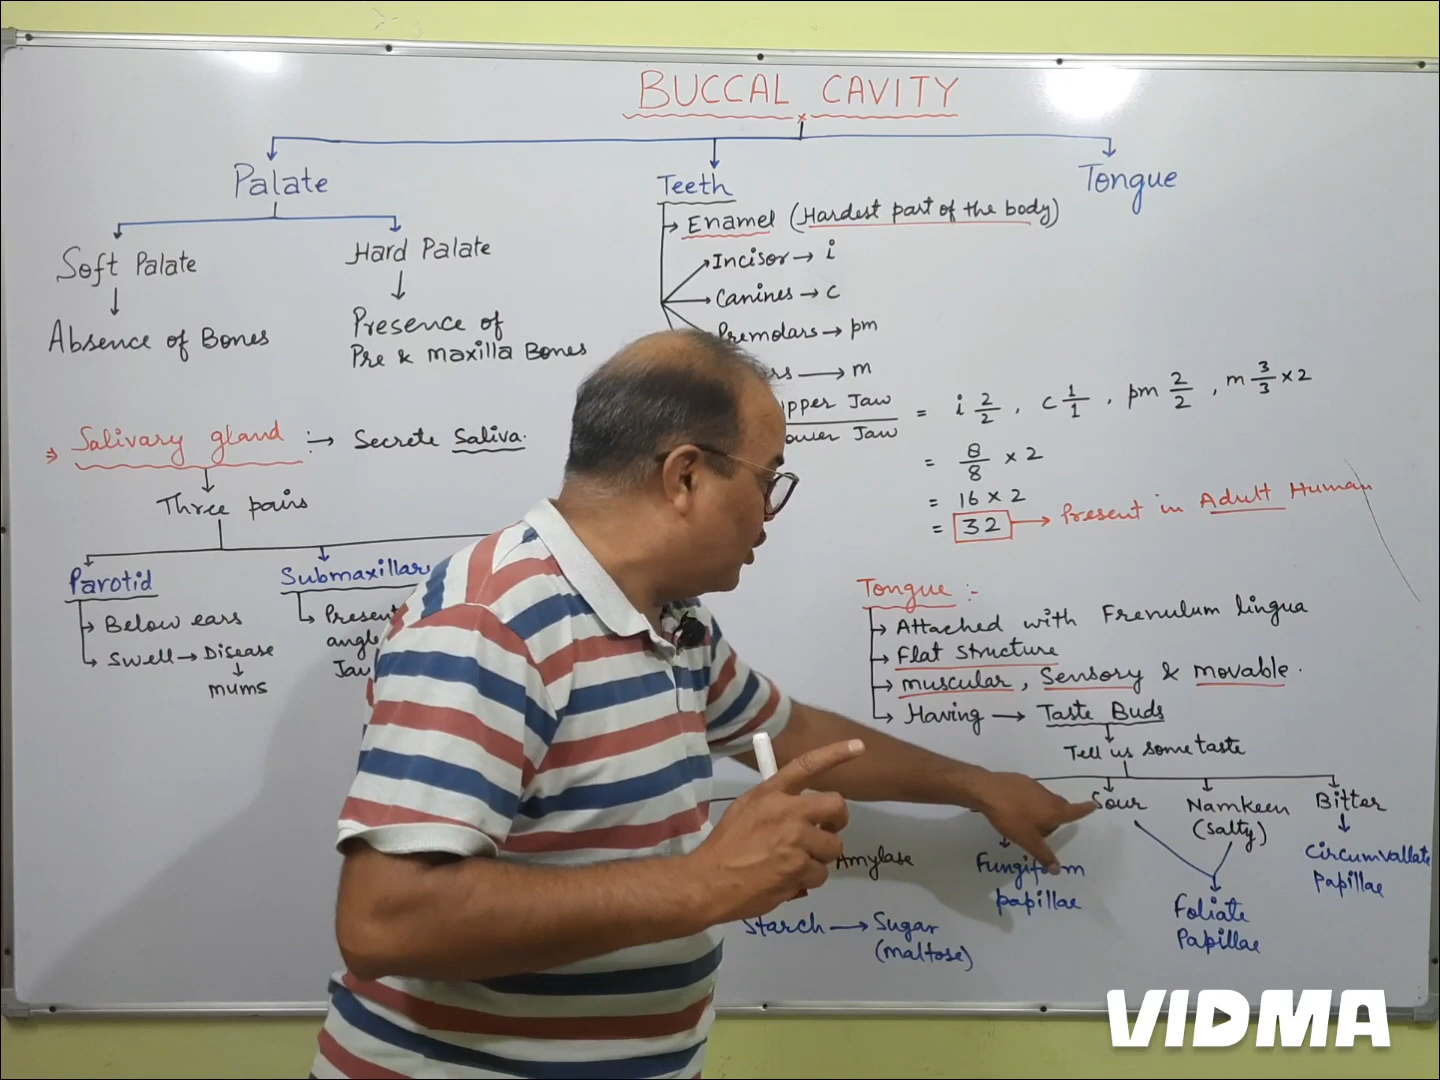 BUCCAL CAVITY
Palate
Teeth
Tongue
Enamel (Hardest part of the body)
Soft Palate
Hard Palate
Incisor → i
Canines → c
Premolars → pm
→ m
Absence of Bones
Presence of
Pre & Maxilla Bones
Upper Jaw
Lower Jaw
= i 2/2 , c 1/1 , pm 2/2 , m 3/3 × 2
= 8/8 × 2
= 16 × 2
= 32 → Present in Adult Human
⇒ Salivary gland :→ Secrete Saliva.
Three pairs
Parotid
Submaxillar
Below ears
Swell → Disease
mums
Present
angle
Jaw
Tongue :-
Attached with Frenulum lingua
Flat structure
muscular, Sensory & movable.
Having → Taste Buds
Tell us some taste
Sour
Namkeen
(Salty)
Bitter
Fungiform
papillae
Foliate
Papillae
Circumvallate
Papillae
Amylase
Starch → Sugar
(maltose)
VIDMA